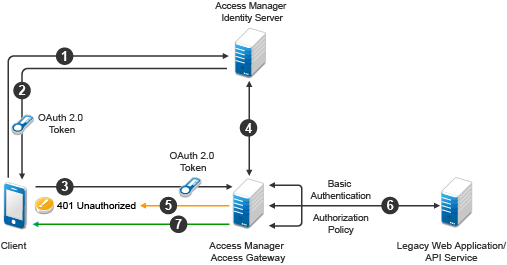 Access Manager
Identity Server
1
2
OAuth 2.0
Token
4
OAuth 2.0
Token
3
Basic
Authentication
401 Unauthorized
5
6
Authorization
Policy
7
Client
Access Manager
Access Gateway
Legacy Web Application/
API Service